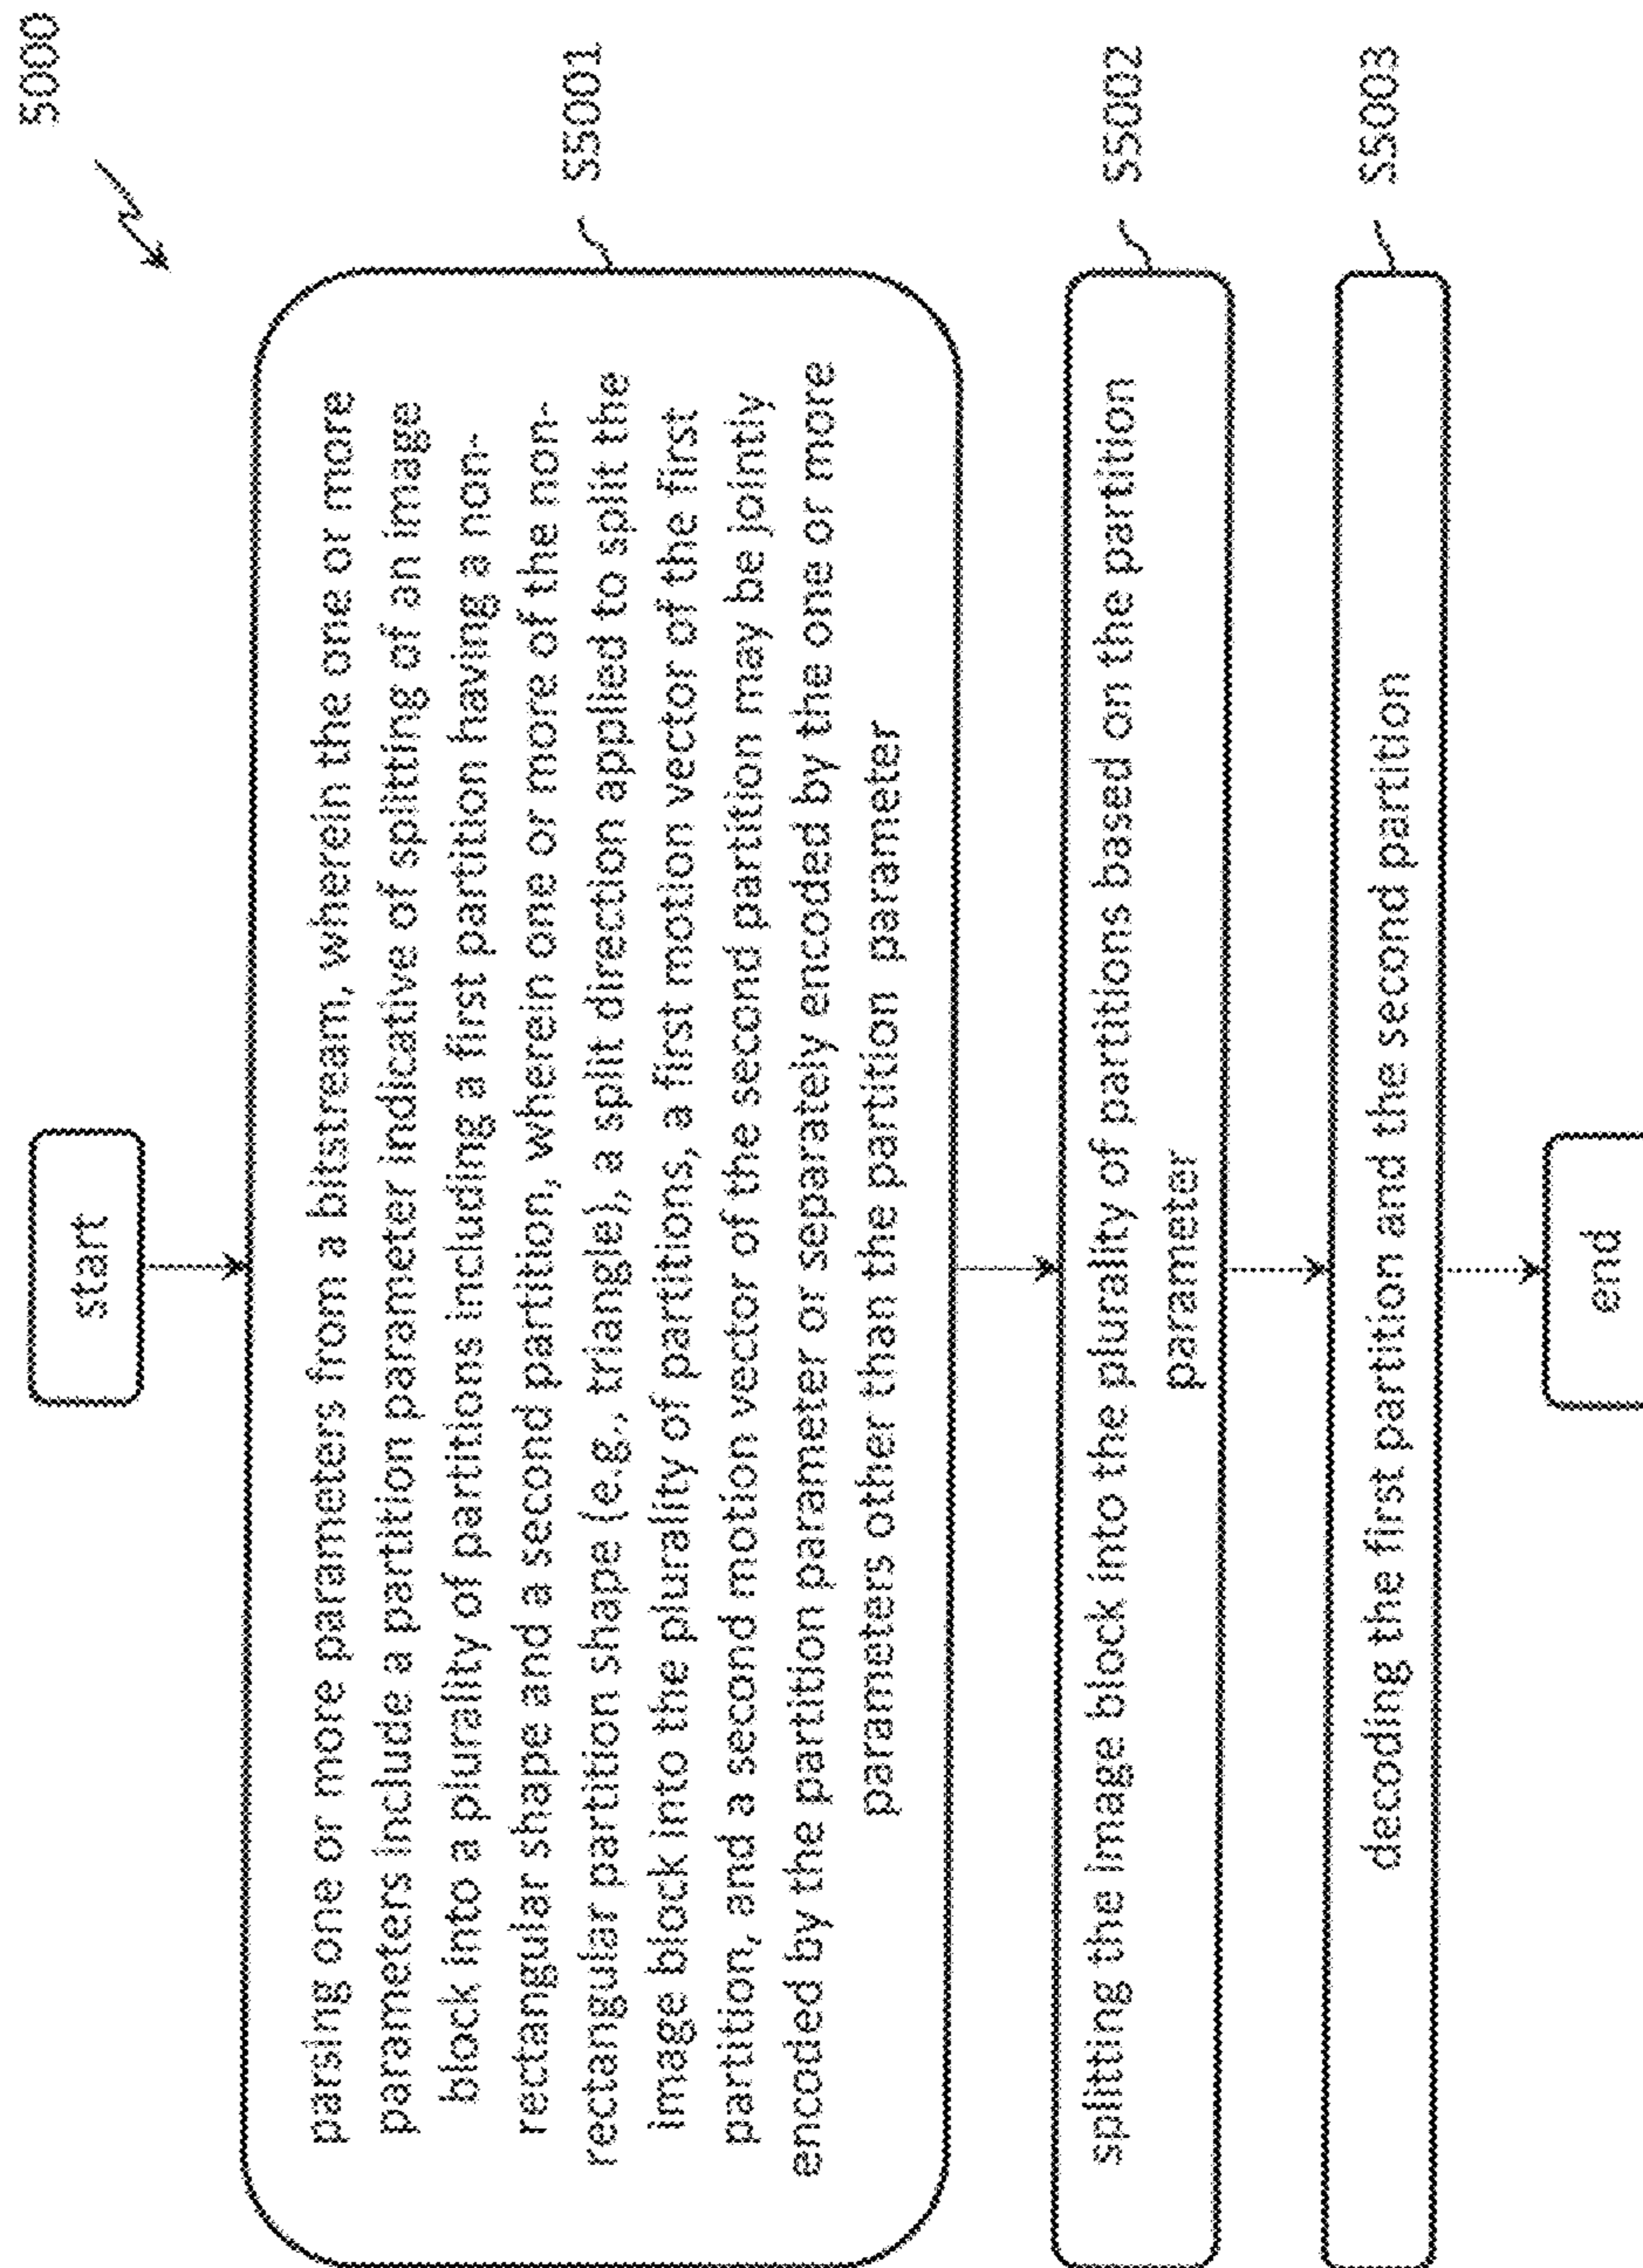 5000
start
parsing one or more parameters from a bitstream, wherein the one or more
parameters include a partition parameter indicative of splitting of an image
block into a plurality of partitions including a first partition having a non-
rectangular shape and a second partition, wherein one or more of the non-
rectangular partition shape (e.g., triangle), a split direction applied to split the
image block into the plurality of partitions, a first motion vector of the first
partition, and a second motion vector of the second partition may be jointly
encoded by the partition parameter or separately encoded by the one or more
parameters other than the partition parameter
S5001
splitting the image block into the plurality of partitions based on the partition
parameter
S5002
decoding the first partition and the second partition
S5003
end